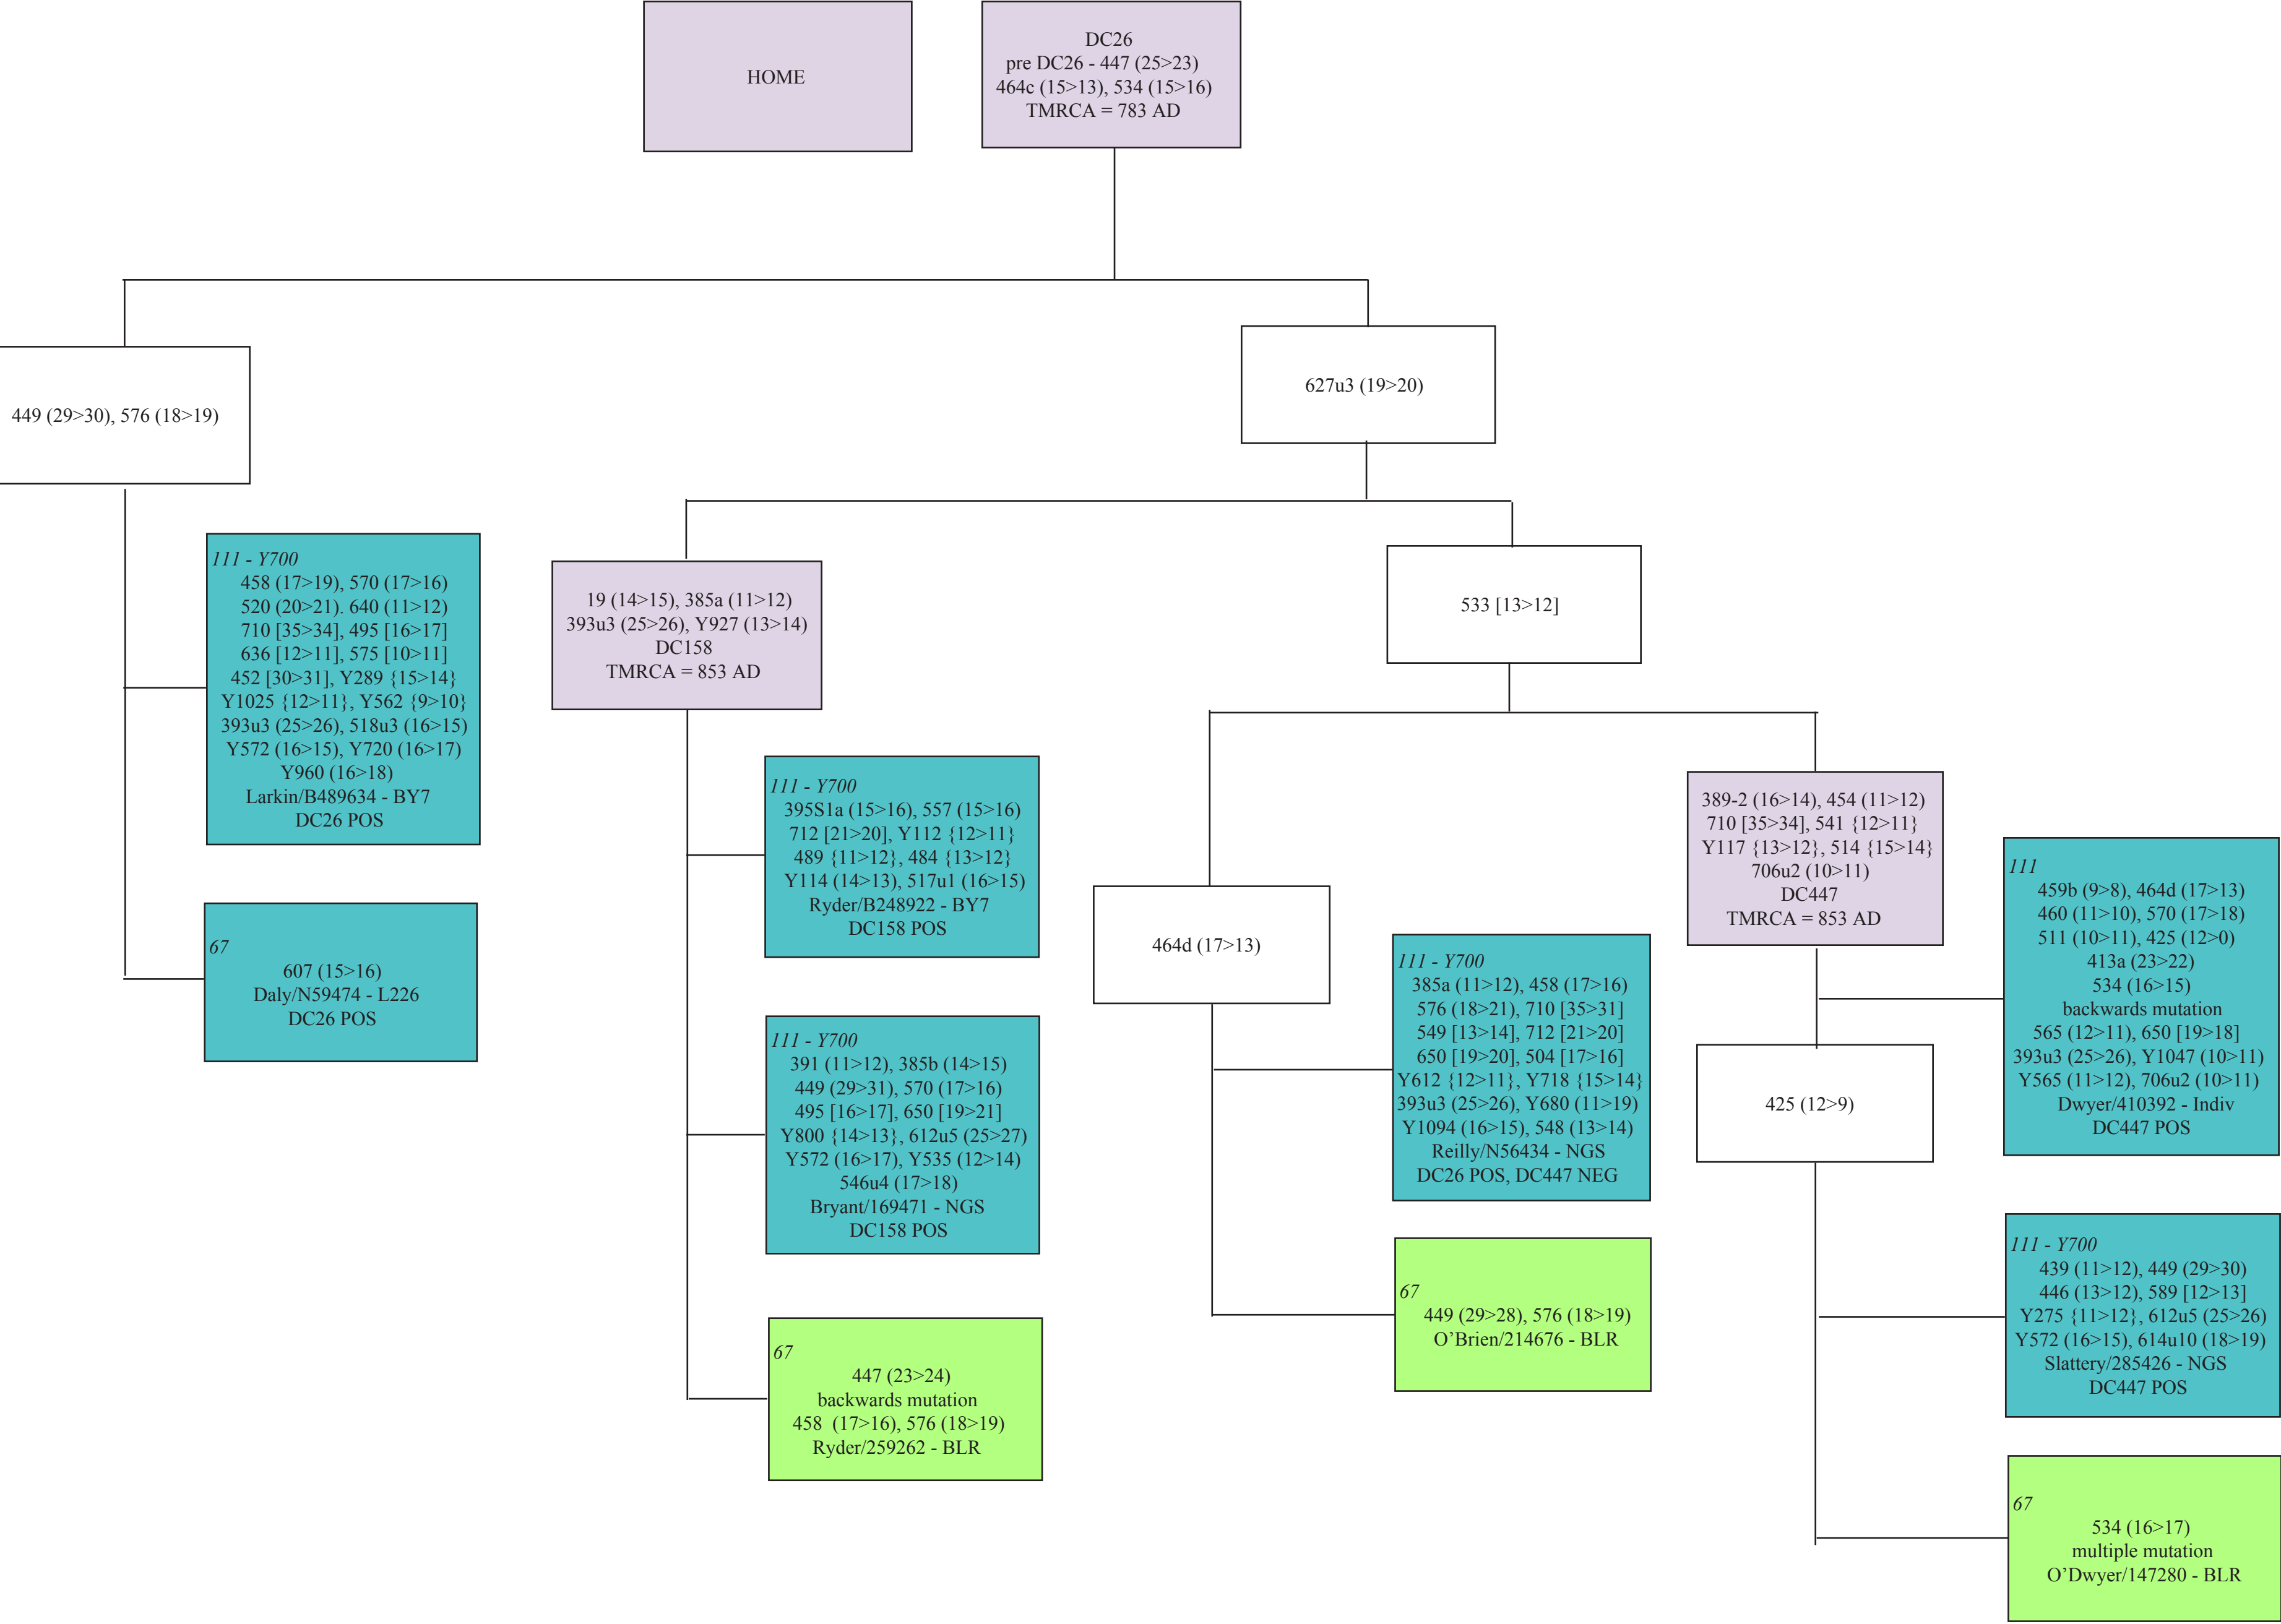 HOME
DC26
pre DC26 - 447 (25>23)
464c (15>13), 534 (15>16)
TMRCA = 783 AD
449 (29>30), 576 (18>19)
627u3 (19>20)
111 - Y700
458 (17>19), 570 (17>16)
520 (20>21). 640 (11>12)
710 [35>34], 495 [16>17]
636 [12>11], 575 [10>11]
452 [30>31], Y289 {15>14}
Y1025 {12>11}, Y562 {9>10}
393u3 (25>26), 518u3 (16>15)
Y572 (16>15), Y720 (16>17)
Y960 (16>18)
Larkin/B489634 - BY7
DC26 POS
67
607 (15>16)
Daly/N59474 - L226
DC26 POS
19 (14>15), 385a (11>12)
393u3 (25>26), Y927 (13>14)
DC158
TMRCA = 853 AD
111 - Y700
395S1a (15>16), 557 (15>16)
712 [21>20], Y112 {12>11}
489 {11>12}, 484 {13>12}
Y114 (14>13), 517u1 (16>15)
Ryder/B248922 - BY7
DC158 POS
111 - Y700
391 (11>12), 385b (14>15)
449 (29>31), 570 (17>16)
495 [16>17], 650 [19>21]
Y800 {14>13}, 612u5 (25>27)
Y572 (16>17), Y535 (12>14)
546u4 (17>18)
Bryant/169471 - NGS
DC158 POS
67
447 (23>24)
backwards mutation
458  (17>16), 576 (18>19)
Ryder/259262 - BLR
533 [13>12]
464d (17>13)
111 - Y700
385a (11>12), 458 (17>16)
576 (18>21), 710 [35>31]
549 [13>14], 712 [21>20]
650 [19>20], 504 [17>16]
Y612 {12>11}, Y718 {15>14}
393u3 (25>26), Y680 (11>19)
Y1094 (16>15), 548 (13>14)
Reilly/N56434 - NGS
DC26 POS, DC447 NEG
67
449 (29>28), 576 (18>19)
O’Brien/214676 - BLR
389-2 (16>14), 454 (11>12)
710 [35>34], 541 {12>11}
Y117 {13>12}, 514 {15>14}
706u2 (10>11)
DC447
TMRCA = 853 AD
111
459b (9>8), 464d (17>13)
460 (11>10), 570 (17>18)
511 (10>11), 425 (12>0)
413a (23>22)
534 (16>15)
backwards mutation
565 (12>11), 650 [19>18]
393u3 (25>26), Y1047 (10>11)
Y565 (11>12), 706u2 (10>11)
Dwyer/410392 - Indiv
DC447 POS
425 (12>9)
111 - Y700
439 (11>12), 449 (29>30)
446 (13>12), 589 [12>13]
Y275 {11>12}, 612u5 (25>26)
Y572 (16>15), 614u10 (18>19)
Slattery/285426 - NGS
DC447 POS
67
534 (16>17)
multiple mutation
O’Dwyer/147280 - BLR